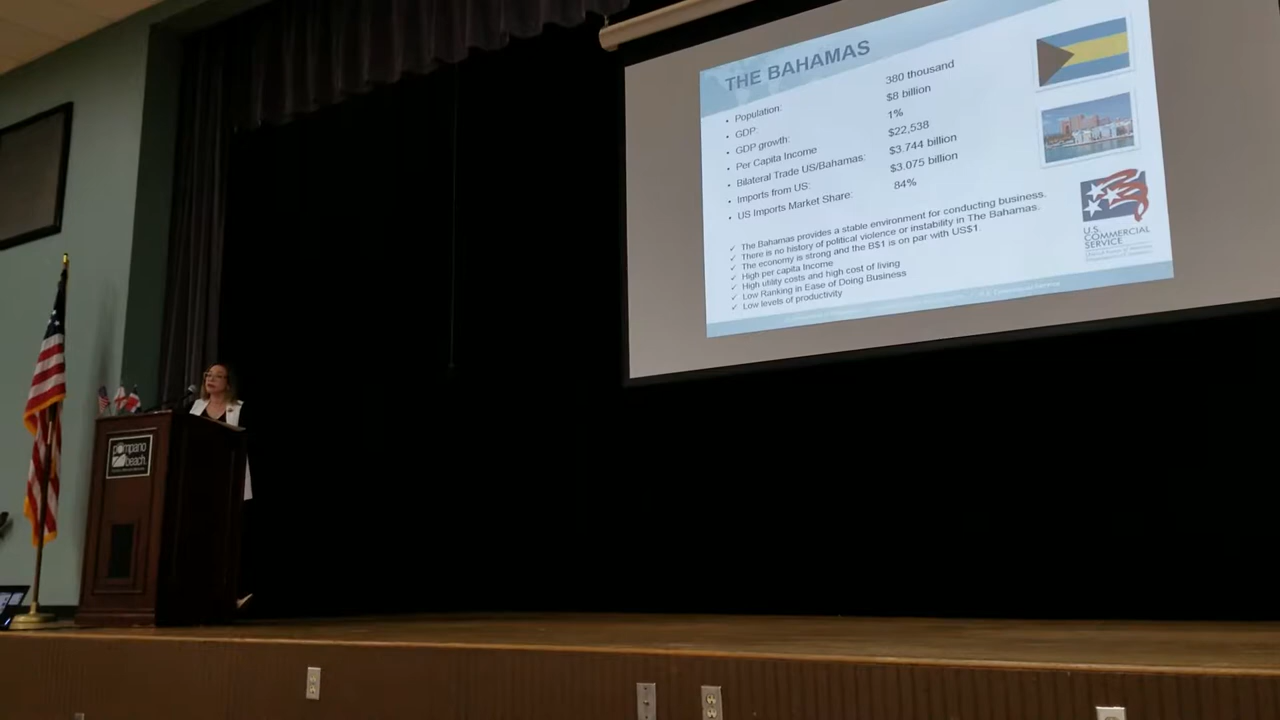 THE BAHAMAS
• Population: 380 thousand
• GDP: $8 billion
• GDP growth: 1%
• Per Capita Income $22,538
• Bilateral Trade US/Bahamas: $3.744 billion
• Imports from US: $3.075 billion
• US Imports Market Share: 84%
✓ The Bahamas provides a stable environment for conducting business.
✓ There is no history of political violence or instability in The Bahamas.
✓ The economy is strong and the B$1 is on par with US$1.
✓ High per capita Income
✓ High utility costs and high cost of living
✓ Low Ranking in Ease of Doing Business
✓ Low levels of productivity
U.S.
COMMERCIAL
SERVICE
pompano
beach